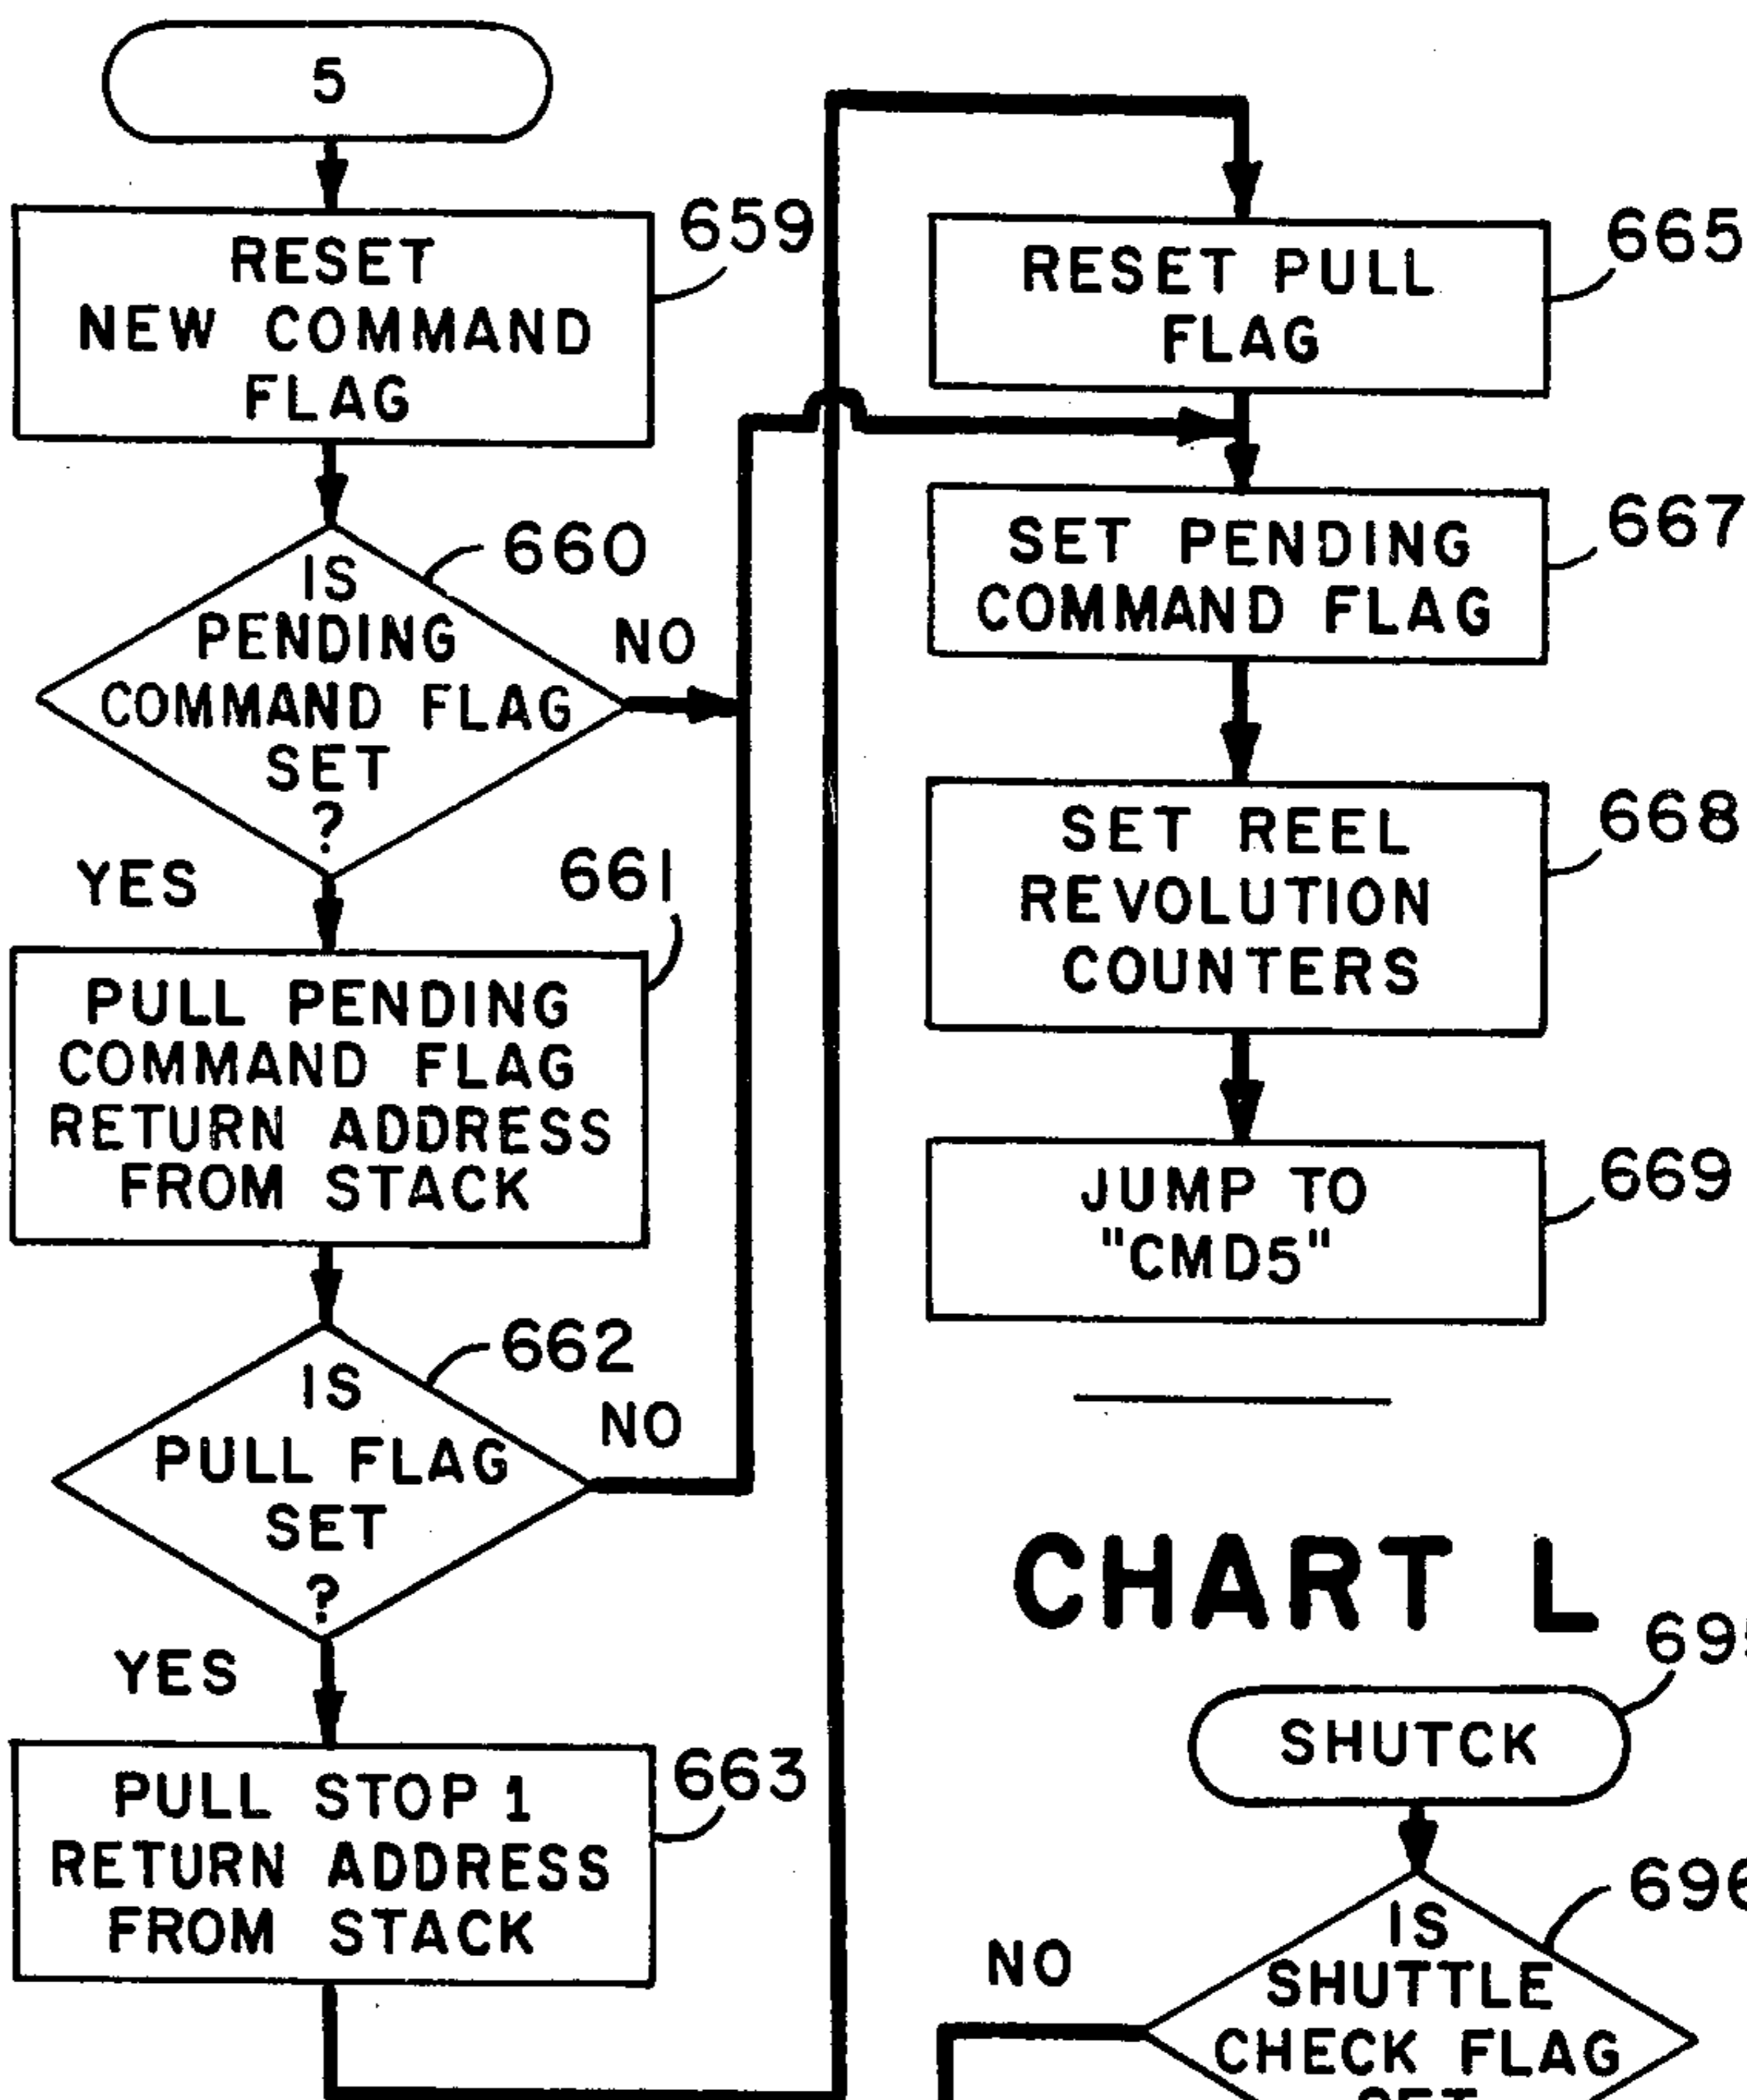 5
659
RESET
NEW COMMAND
FLAG
660
IS
PENDING
COMMAND FLAG
SET
?
NO
YES
661
PULL PENDING
COMMAND FLAG
RETURN ADDRESS
FROM STACK
662
IS
PULL FLAG
SET
?
NO
YES
663
PULL STOP 1
RETURN ADDRESS
FROM STACK
665
RESET PULL
FLAG
667
SET PENDING
COMMAND FLAG
668
SET REEL
REVOLUTION
COUNTERS
669
JUMP TO
"CMD5"
CHART L
SHUTCK
696
IS
SHUTTLE
CHECK FLAG
NO